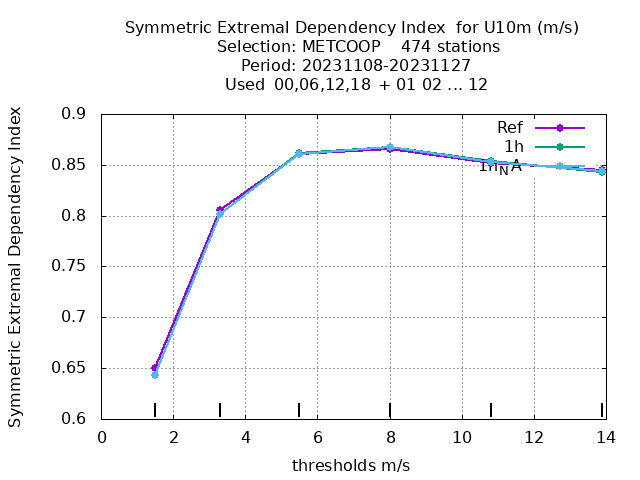 Symmetric Extremal Dependency Index for U10m (m/s)
Selection: METCOOP 474 stations
Period: 20231108-20231127
Used 00,06,12,18 + 01 02 ... 12
Symmetric Extremal Dependency Index
0.9
0.85
0.8
0.75
0.7
0.65
0.6
Ref
1h
1hNA
0 2 4 6 8 10 12 14
thresholds m/s